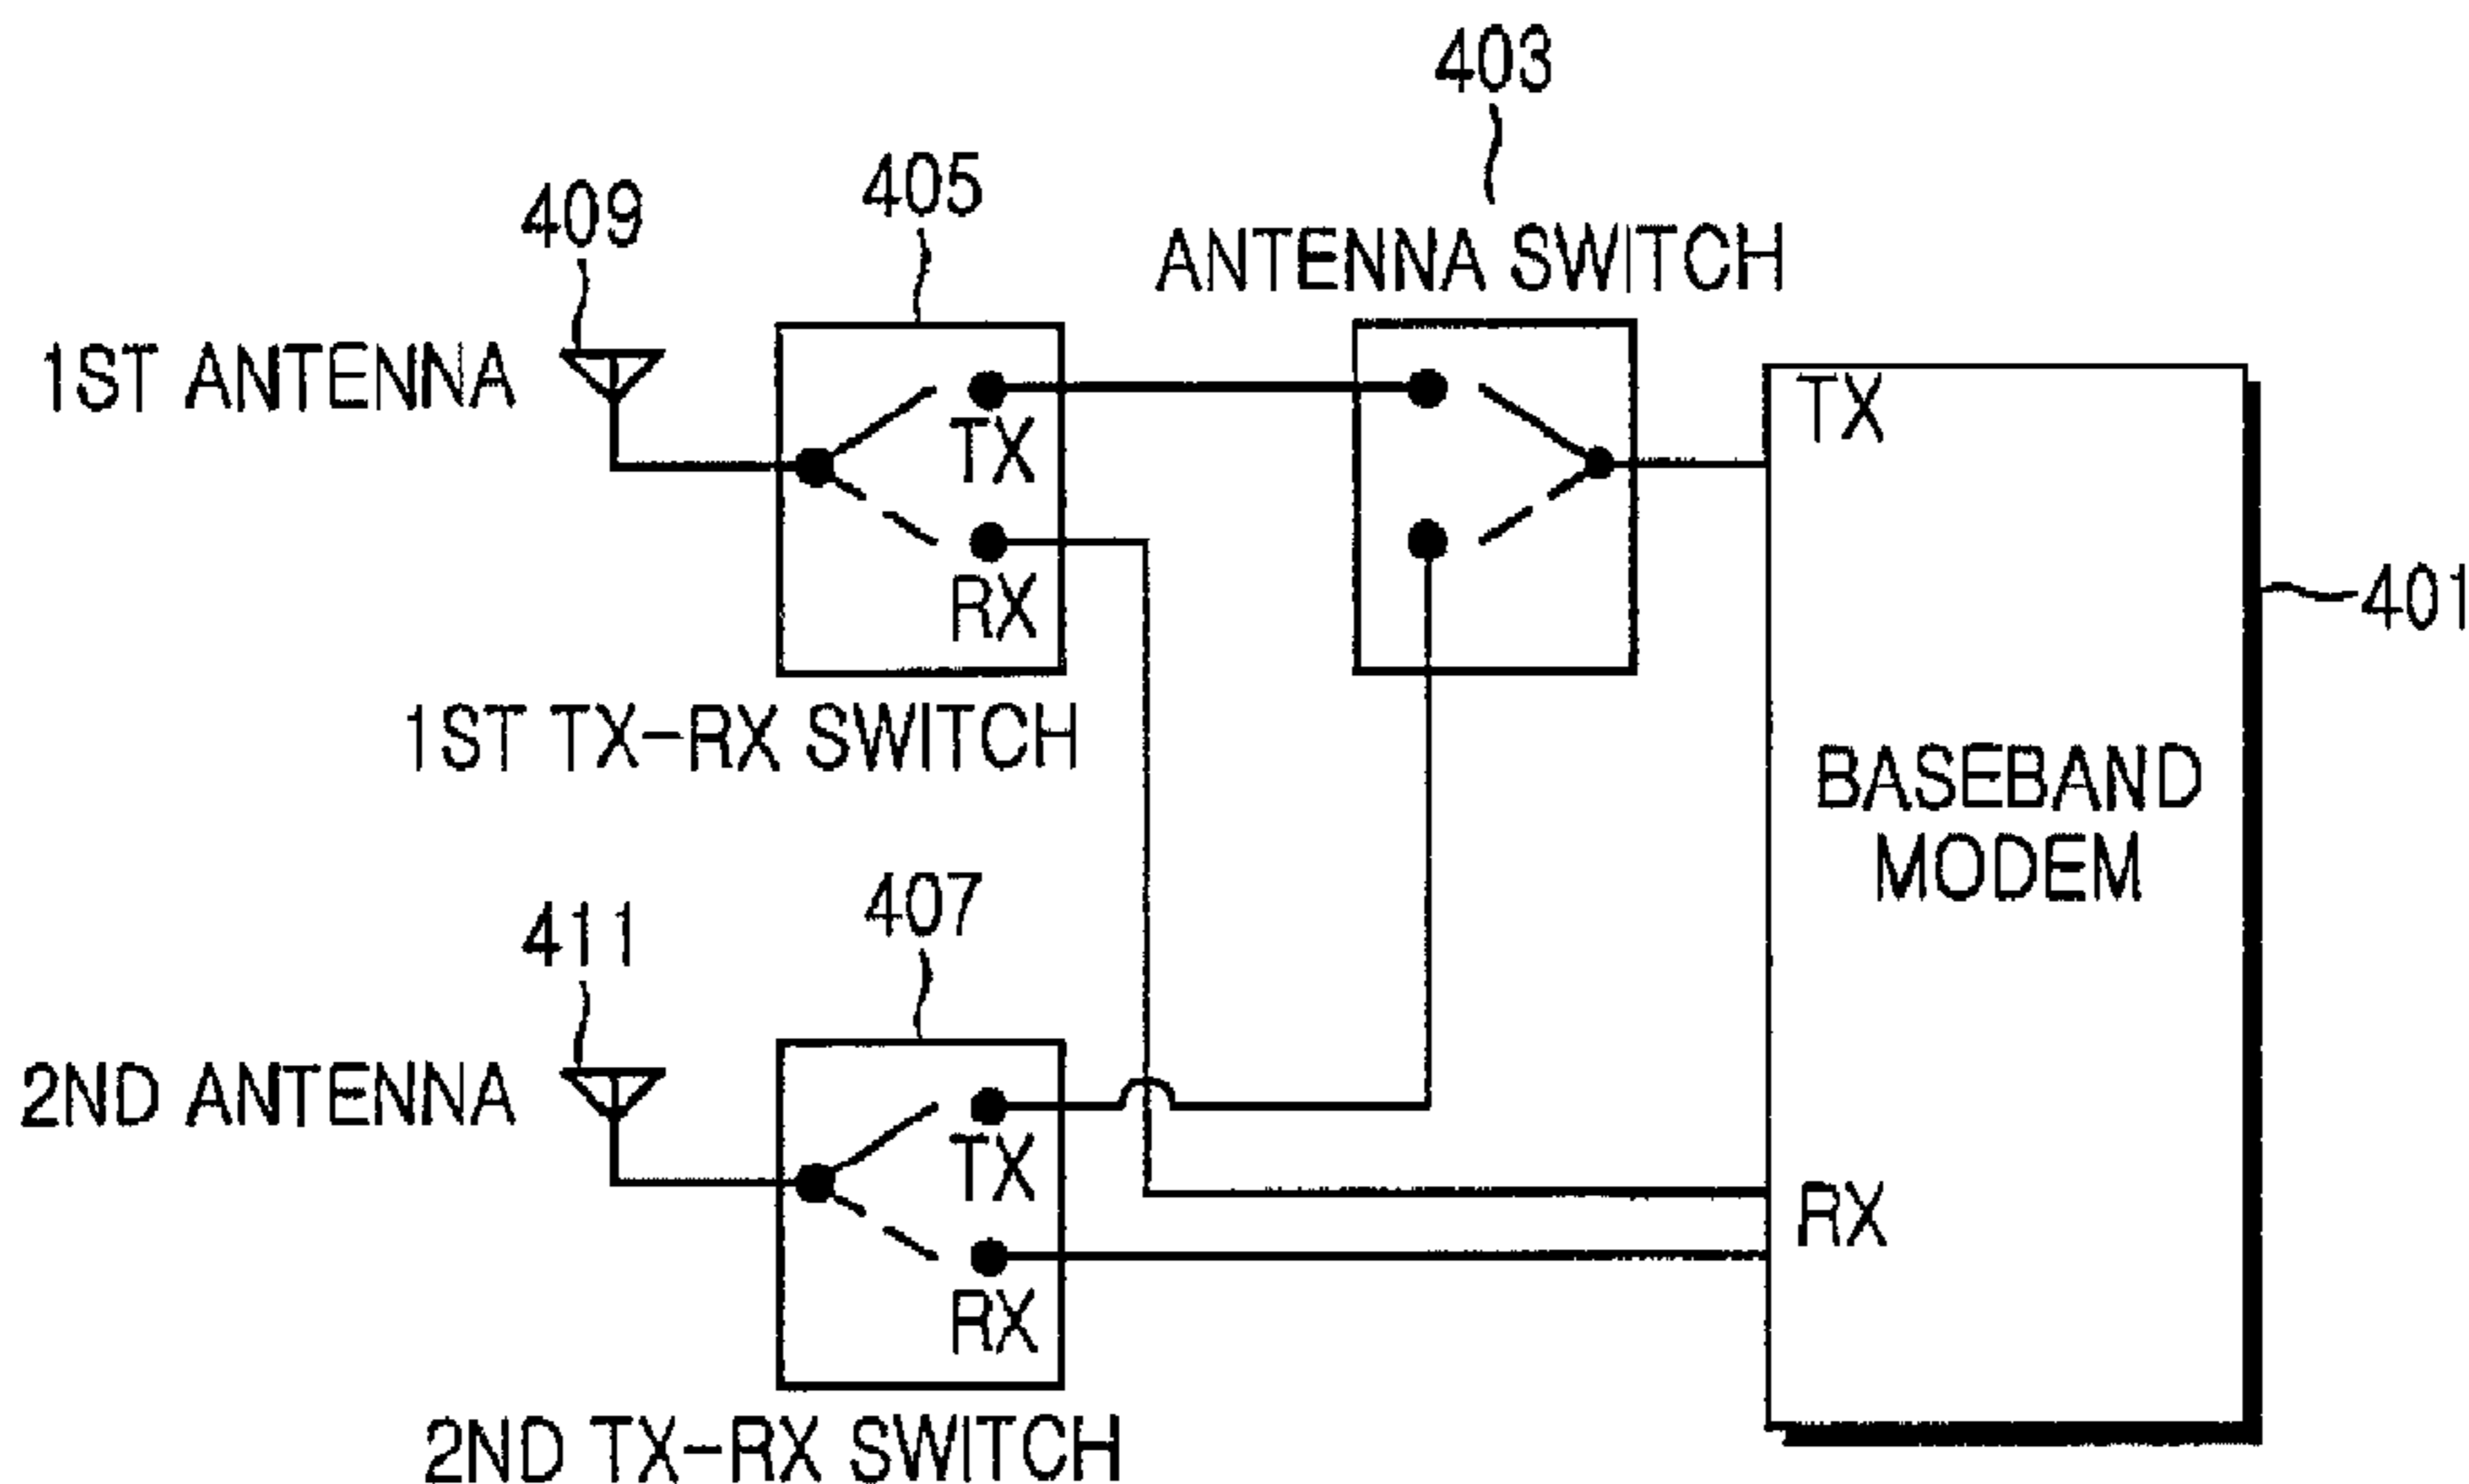 403
405
409
ANTENNA SWITCH
1ST ANTENNA
TX
TX
RX
401
1ST TX-RX SWITCH
BASEBAND
MODEM
407
411
2ND ANTENNA
TX
RX
RX
2ND TX-RX SWITCH